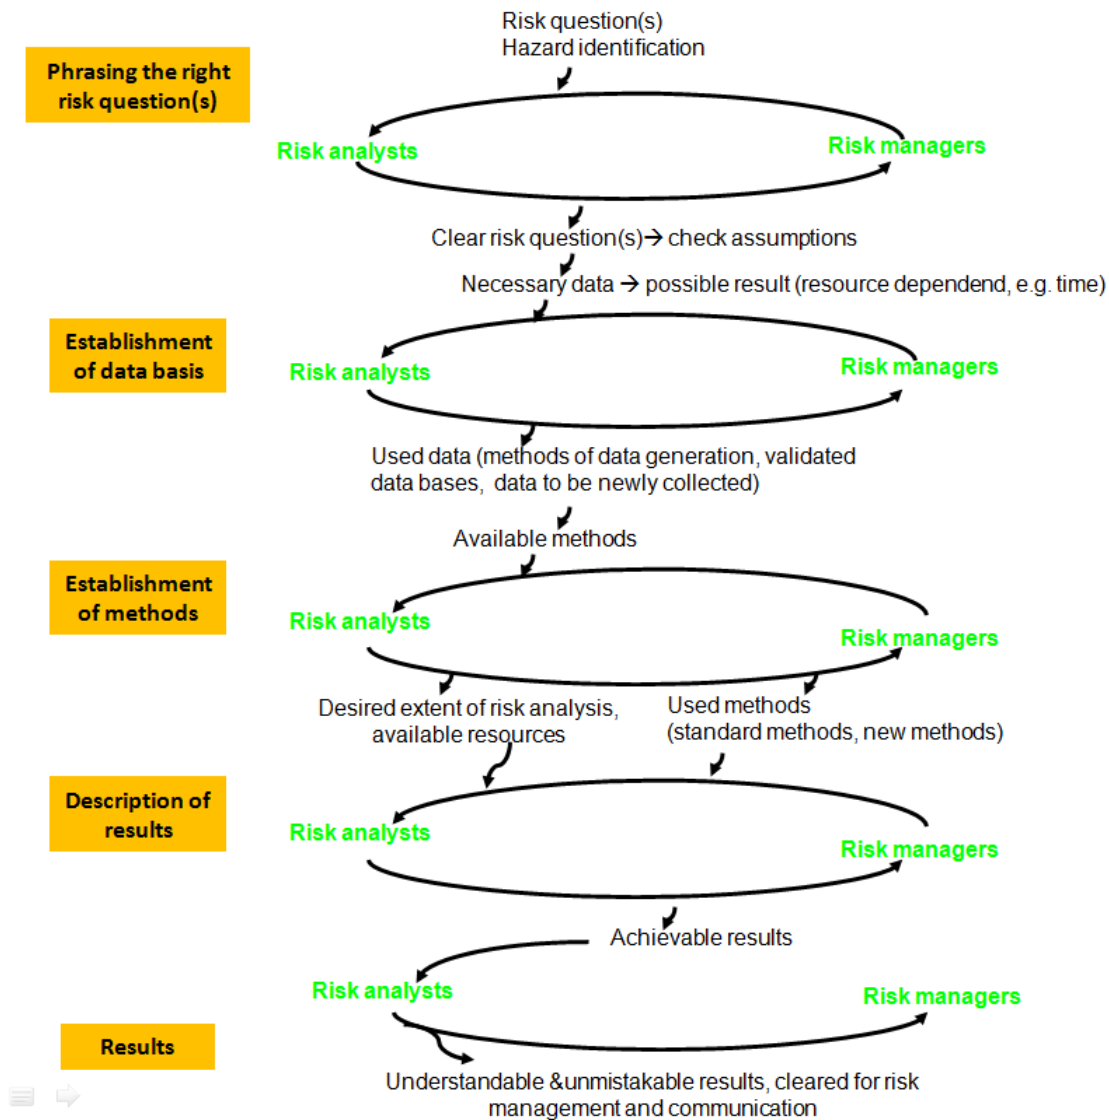 Risk question(s)
Hazard identification
Phrasing the right
risk question(s)
Risk analysts
Risk managers
Clear risk question(s)→ check assumptions
Necessary data → possible result (resource dependend, e.g. time)
Establishment
of data basis
Risk analysts
Risk managers
Used data (methods of data generation, validated
data bases,  data to be newly collected)
Available methods
Establishment
of methods
Risk analysts
Risk managers
Desired extent of risk analysis,
available resources
Used methods
(standard methods, new methods)
Description of
results
Risk analysts
Risk managers
Achievable results
Risk analysts
Risk managers
Results
Understandable &unmistakable results, cleared for risk
management and communication